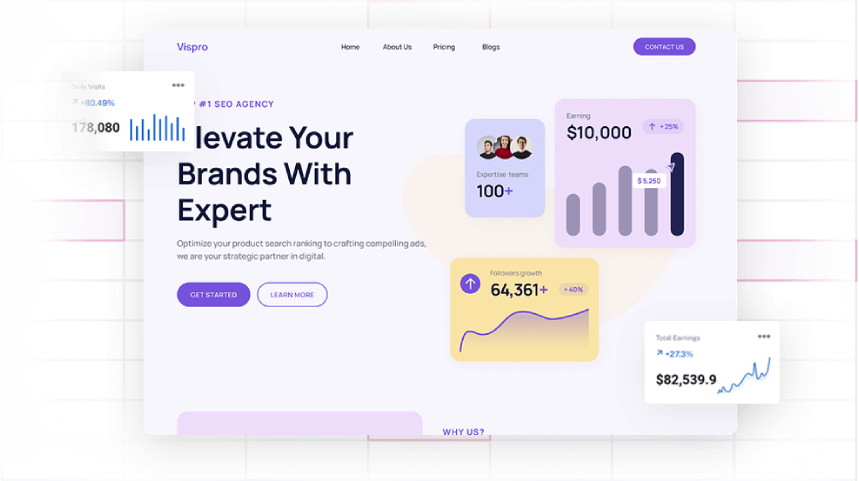 Vispro
Home
About Us
Pricing
Blogs
CONTACT US
Daily Visits
+80.49%
178,080
#1 SEO AGENCY
levate Your
Brands With
Expert
Optimize your product search ranking to crafting compelling ads,
we are your strategic partner in digital.
GET STARTED
LEARN MORE
Expertise teams
100+
Earning
$10,000
+25%
$5,250
Followers growth
64,361+
+40%
Total Earnings
+27.3%
$82,539.9
WHY US?